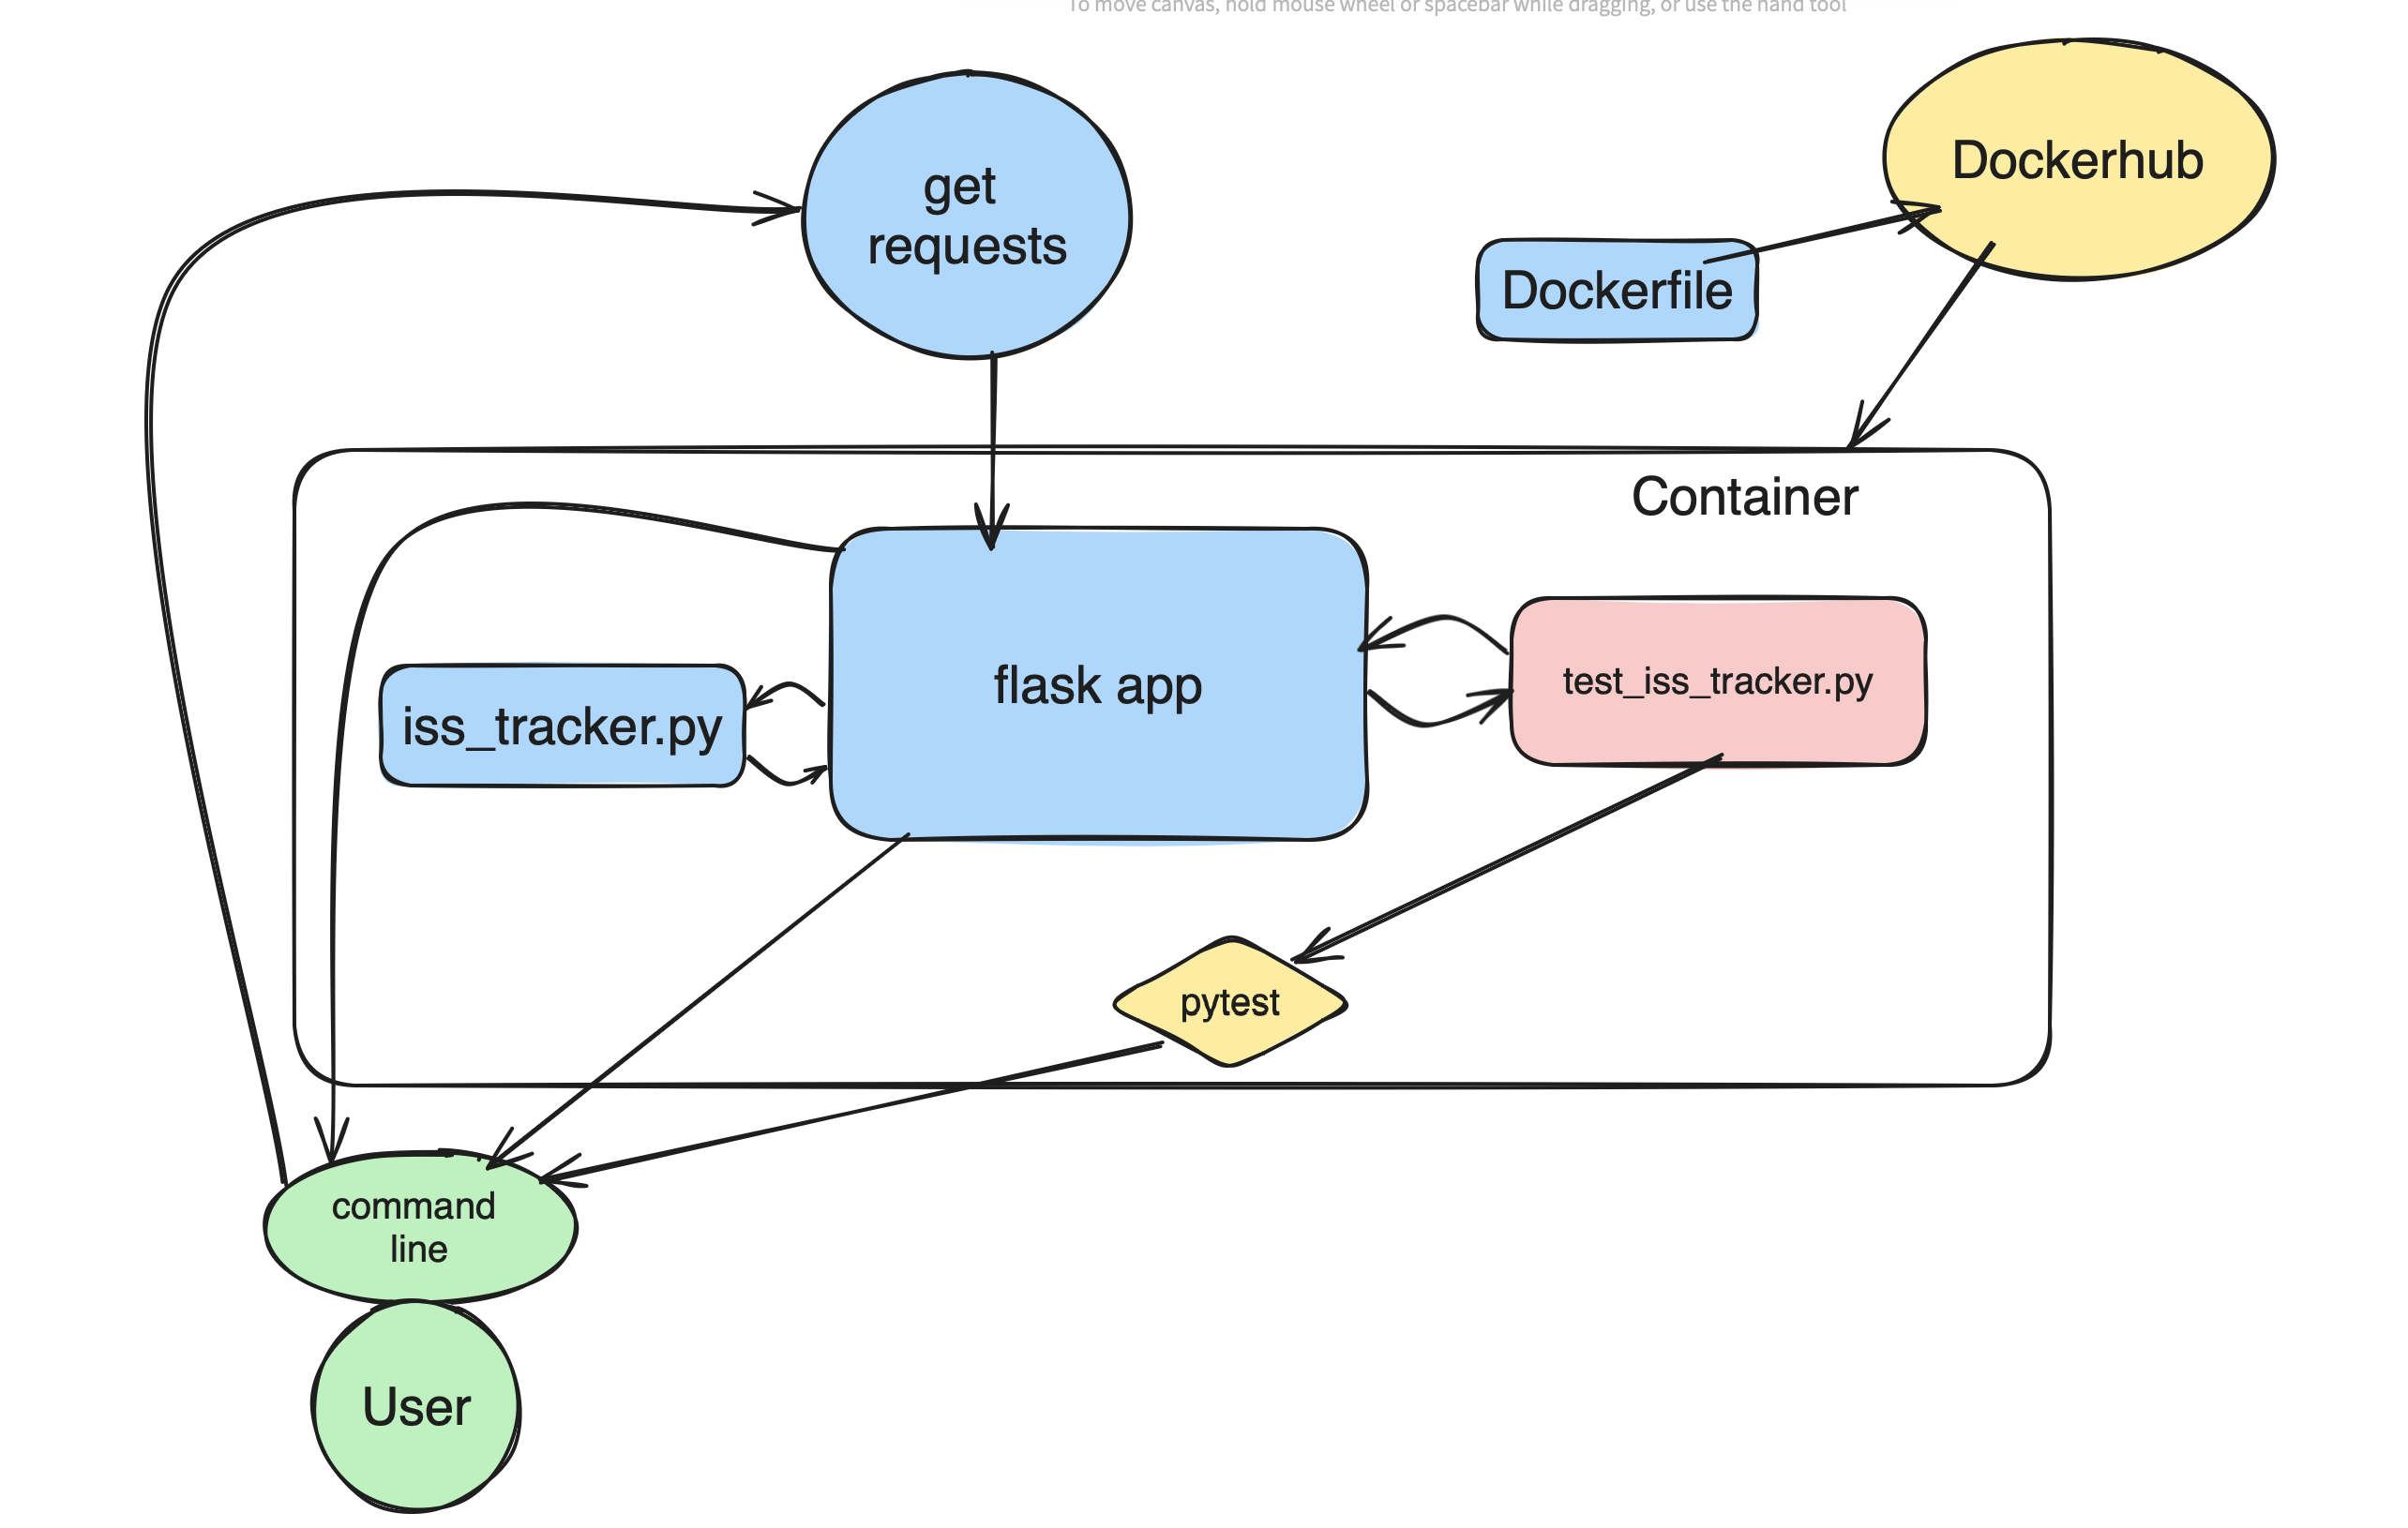 To move canvas, hold mouse wheel or spacebar while dragging, or use the hand tool
get
requests
Dockerhub
Dockerfile
Container
flask app
test_iss_tracker.py
iss_tracker.py
pytest
command
line
User